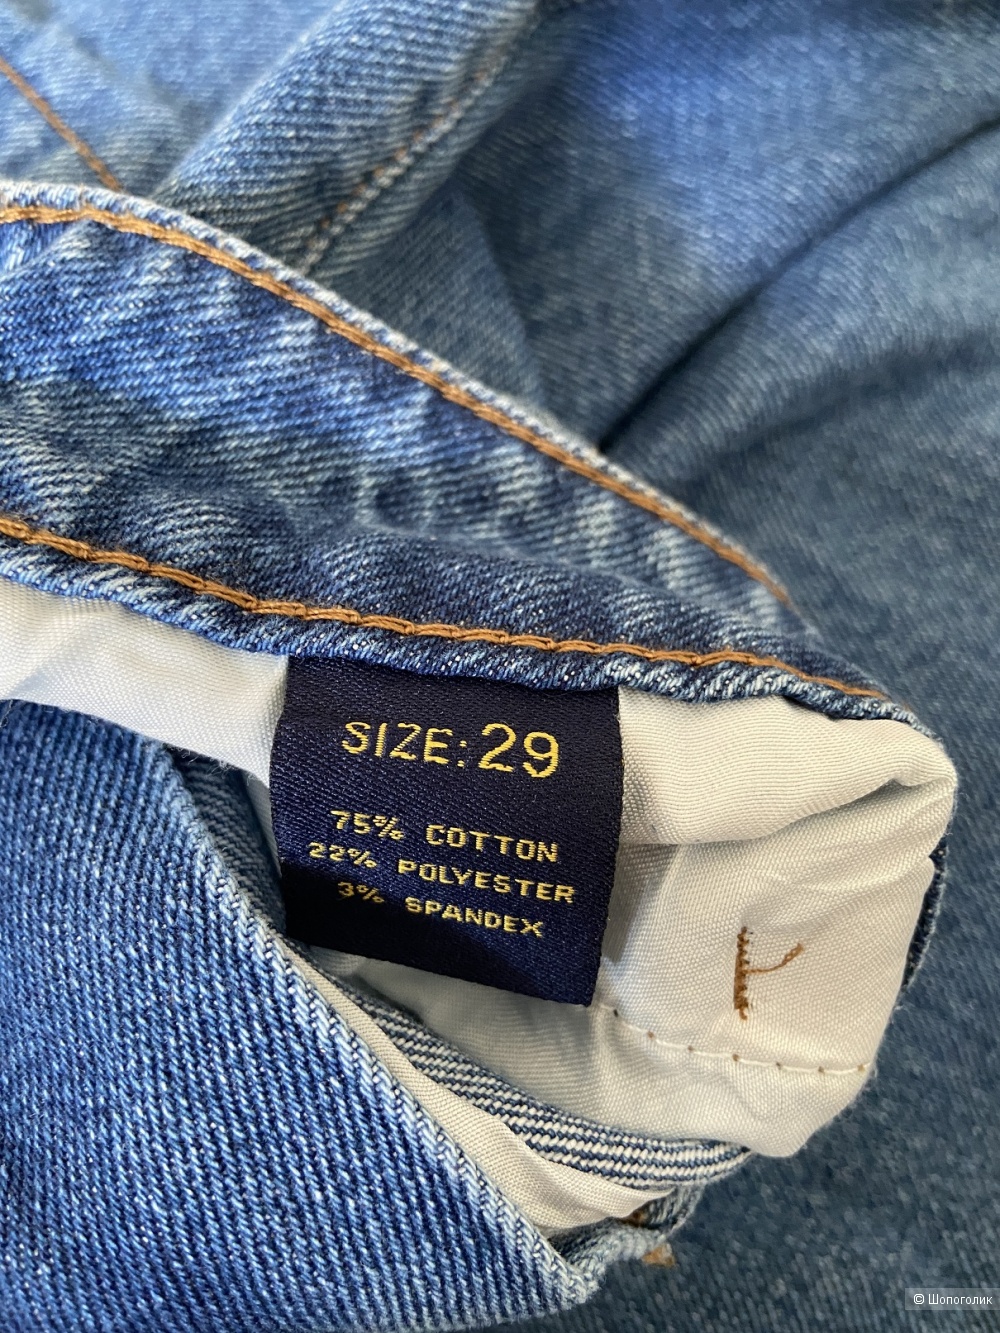 SIZE: 29
75% COTTON
22% POLYESTER
3% SPANDEX
© Шопоголик